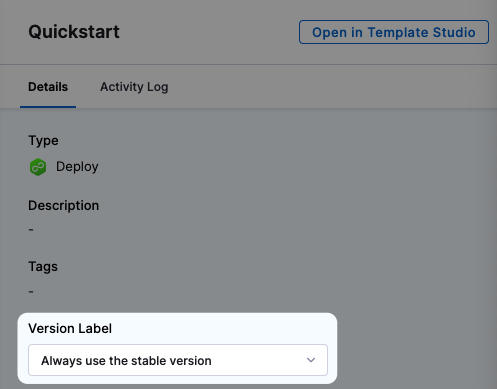 Quickstart
Open in Template Studio
Details
Activity Log
Type
Deploy
Description
-
Tags
-
Version Label
Always use the stable version